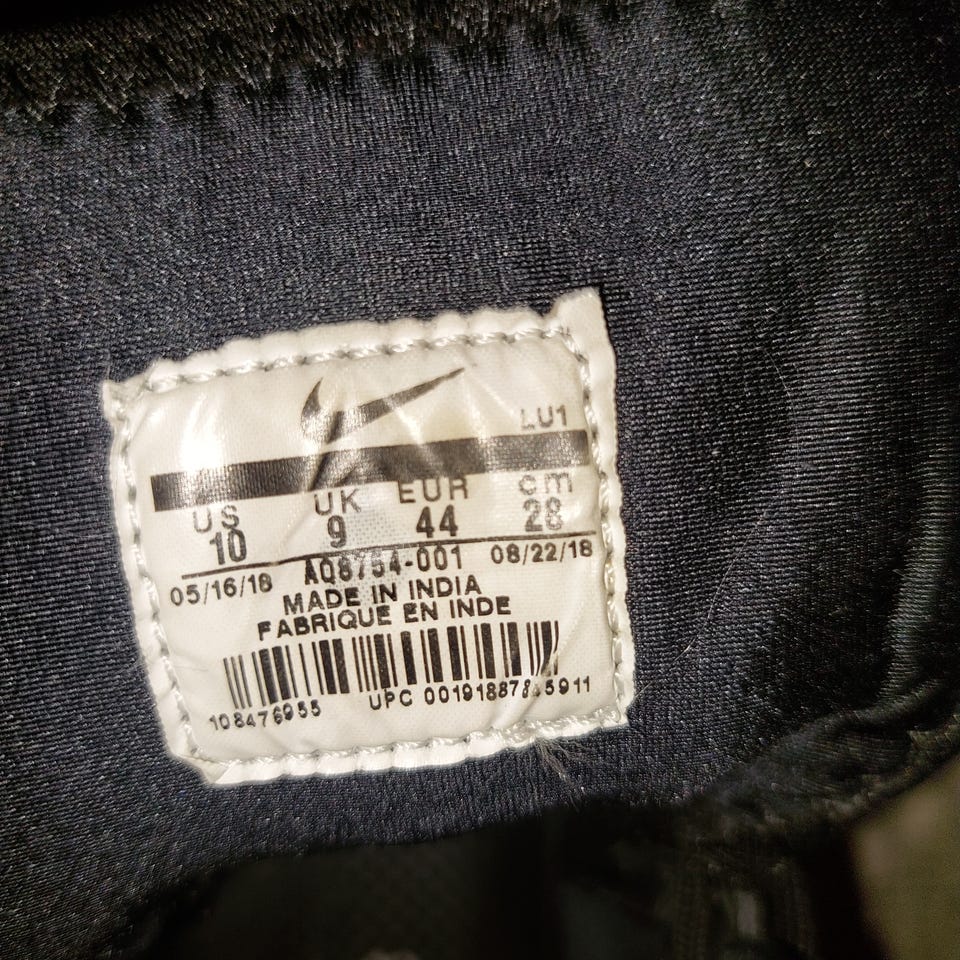 LU1
US UK EUR cm
10 9 44 28
05/16/18 AQ8754-001 08/22/18
MADE IN INDIA
FABRIQUE EN INDE
108476955 UPC